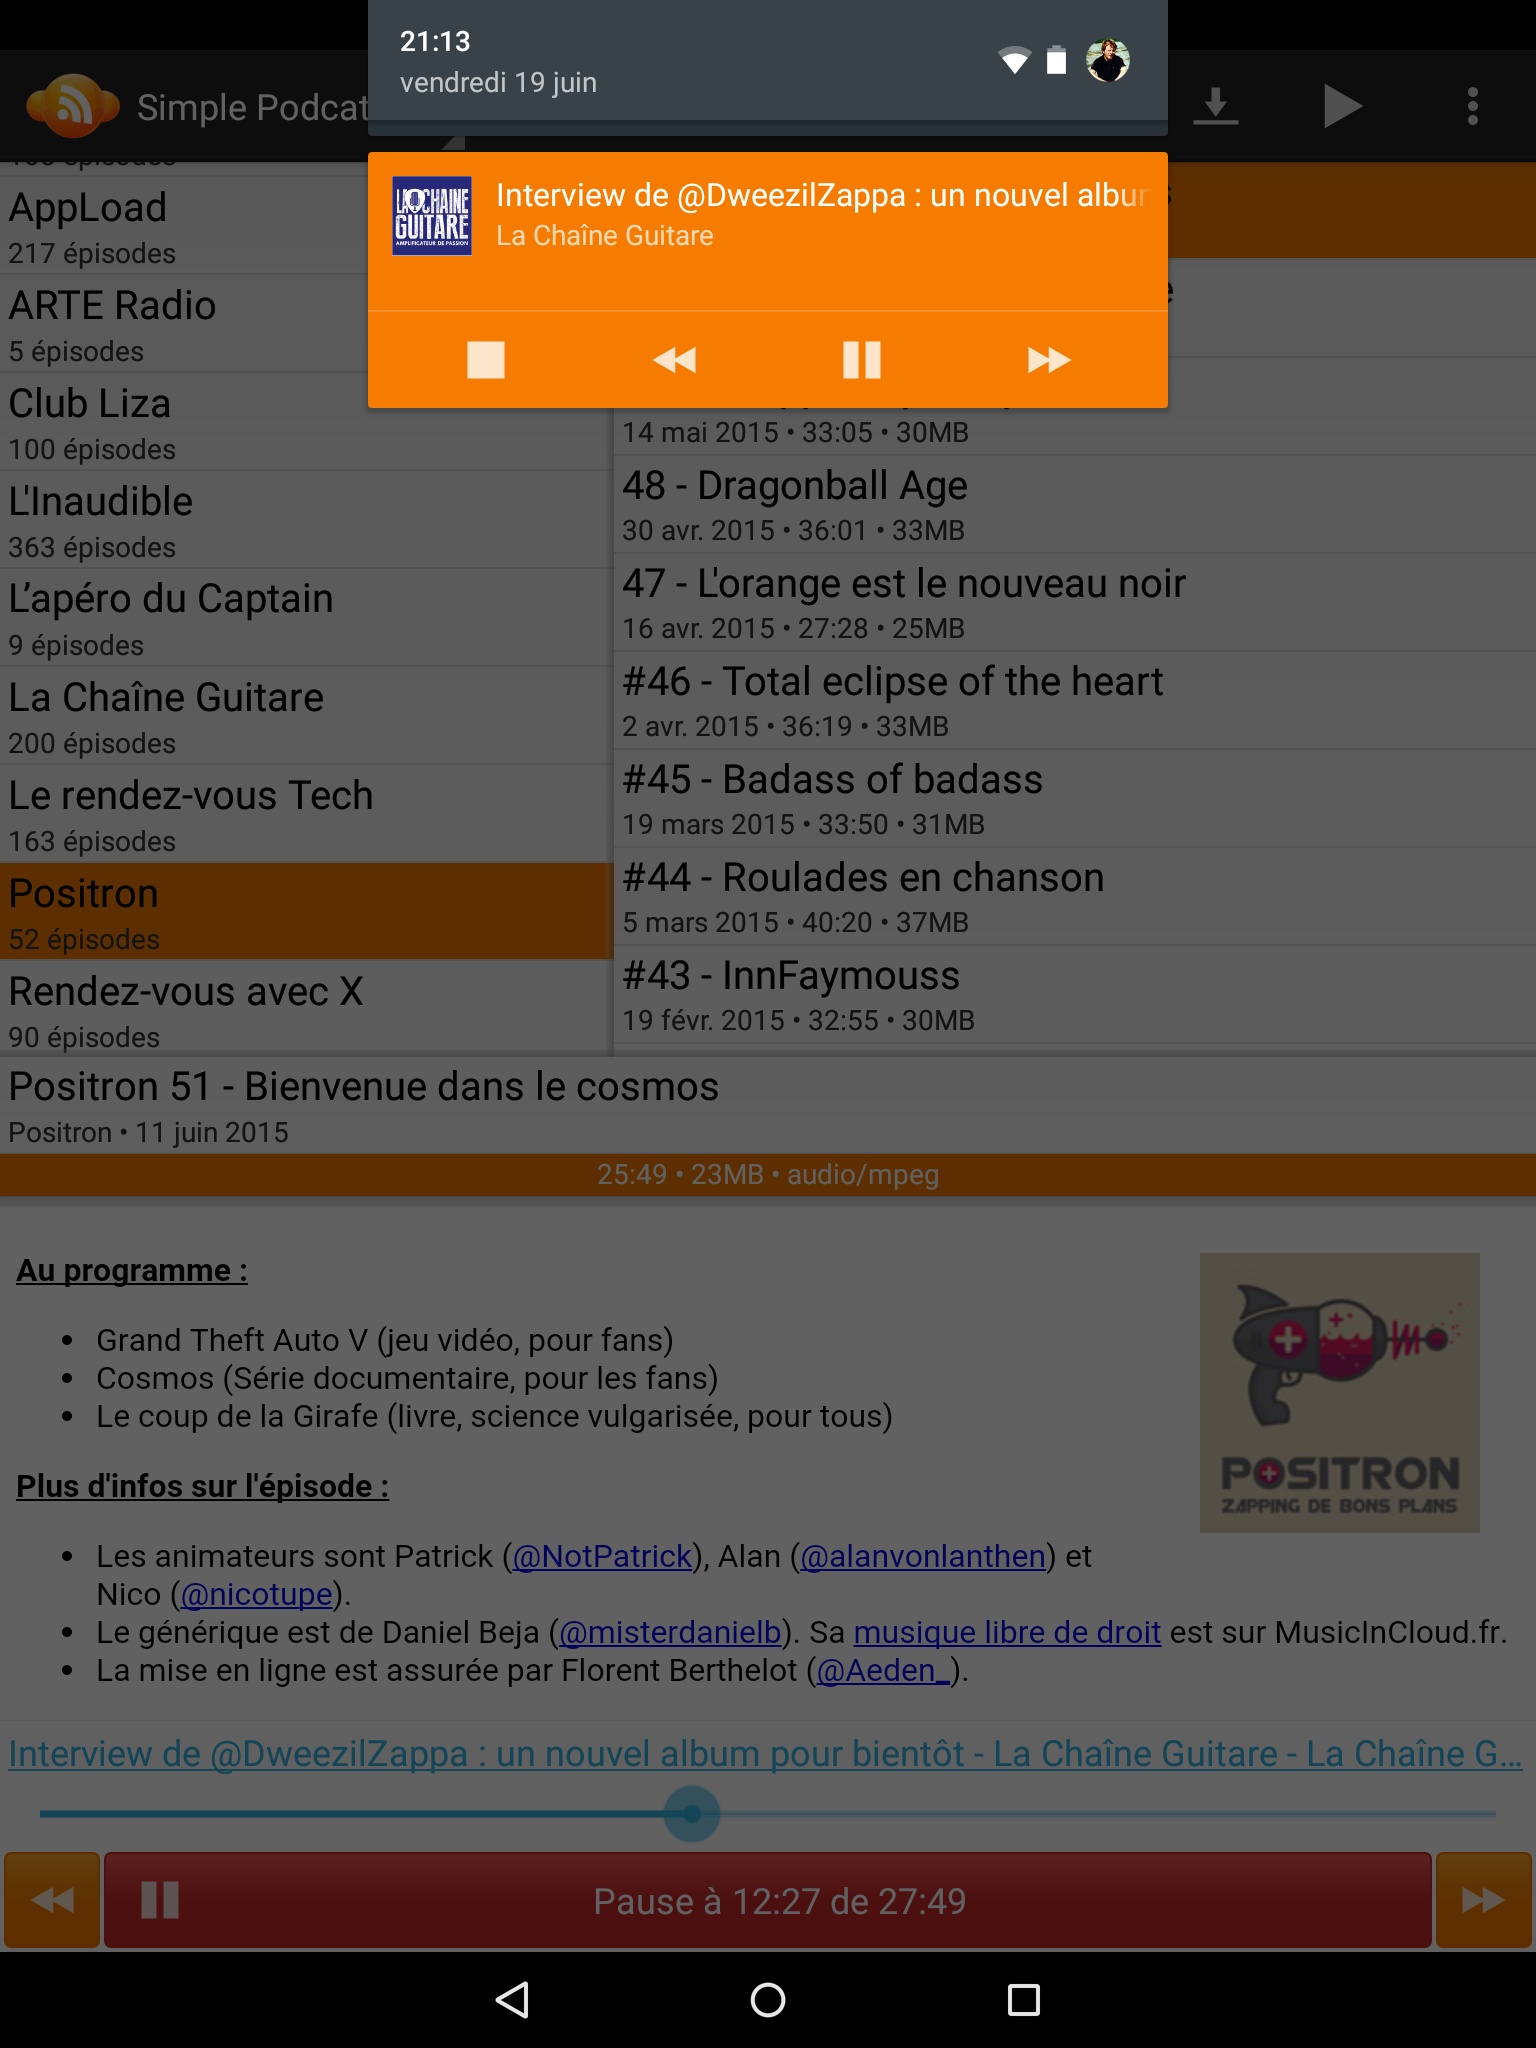 21:13
vendredi 19 juin
Simple Podcat
Interview de @DweezilZappa : un nouvel album
La Chaîne Guitare
LA CHAINE
GUITARE
AMPLIFICATEUR DE PASSION
épisodes
AppLoad
217 épisodes
ARTE Radio
5 épisodes
Club Liza
100 épisodes
L'Inaudible
363 épisodes
L’apéro du Captain
9 épisodes
La Chaîne Guitare
200 épisodes
Le rendez-vous Tech
163 épisodes
Positron
52 épisodes
Rendez-vous avec X
90 épisodes
14 mai 2015 • 33:05 • 30MB
48 - Dragonball Age
30 avr. 2015 • 36:01 • 33MB
47 - L'orange est le nouveau noir
16 avr. 2015 • 27:28 • 25MB
#46 - Total eclipse of the heart
2 avr. 2015 • 36:19 • 33MB
#45 - Badass of badass
19 mars 2015 • 33:50 • 31MB
#44 - Roulades en chanson
5 mars 2015 • 40:20 • 37MB
#43 - InnFaymouss
19 févr. 2015 • 32:55 • 30MB
Positron 51 - Bienvenue dans le cosmos
Positron • 11 juin 2015
25:49 • 23MB • audio/mpeg
Au programme :
• Grand Theft Auto V (jeu vidéo, pour fans)
• Cosmos (Série documentaire, pour les fans)
• Le coup de la Girafe (livre, science vulgarisée, pour tous)
POSITRON
ZAPPING DE BONS PLANS
Plus d'infos sur l'épisode :
• Les animateurs sont Patrick (@NotPatrick), Alan (@alanvonlanthen) et
Nico (@nicotupe).
• Le générique est de Daniel Beja (@misterdanielb). Sa musique libre de droit est sur MusicInCloud.fr.
• La mise en ligne est assurée par Florent Berthelot (@Aeden_).
Interview de @DweezilZappa : un nouvel album pour bientôt - La Chaîne Guitare - La Chaîne G...
Pause à 12:27 de 27:49